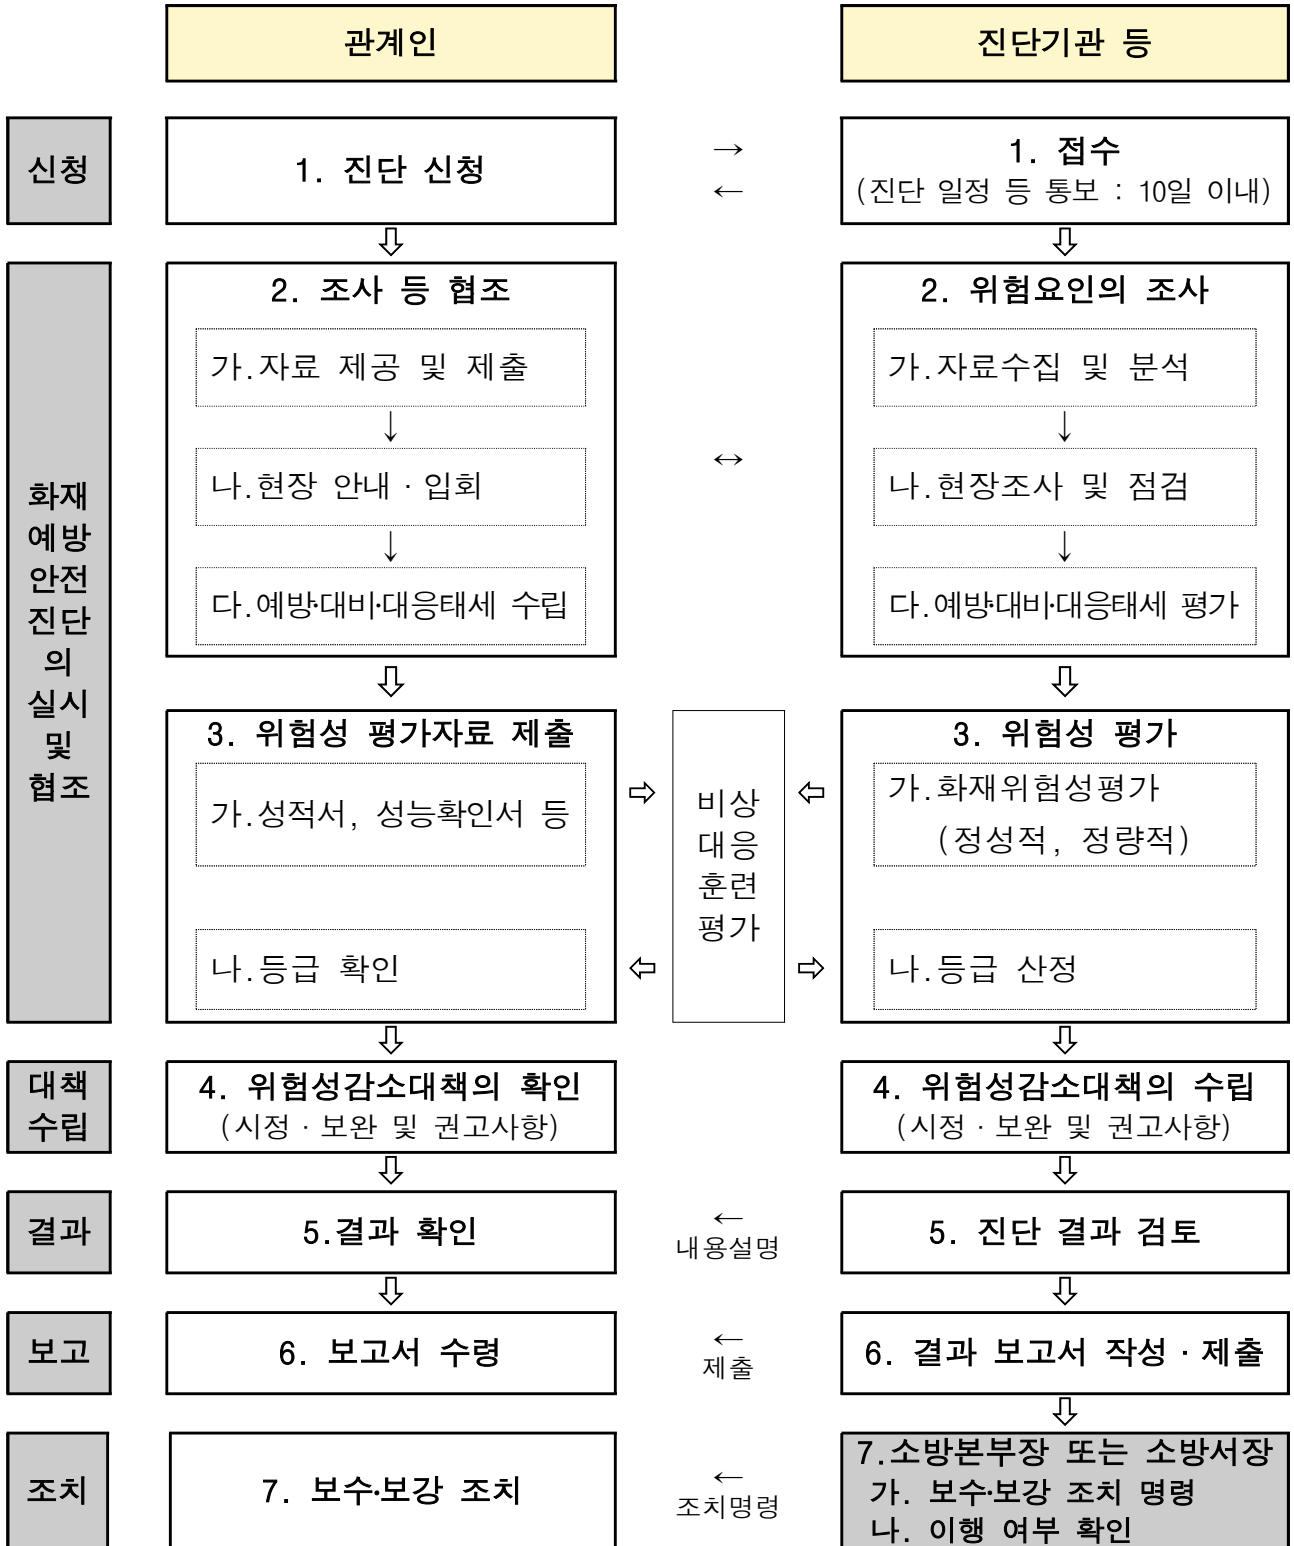 관계인
진단기관 등
신청
1. 진단 신청
→
←
1. 접수
(진단 일정 등 통보 : 10일 이내)
화재
예방
안전
진단
의
실시
및
협조
2. 조사 등 협조
가.자료 제공 및 제출
↓
나.현장 안내·입회
↓
다.예방·대비·대응태세 수립
↔
2. 위험요인의 조사
가.자료수집 및 분석
↓
나.현장조사 및 점검
↓
다.예방·대비·대응태세 평가
3. 위험성 평가자료 제출
가.성적서, 성능확인서 등
나.등급 확인
비상
대응
훈련
평가
3. 위험성 평가
가.화재위험성평가
(정성적, 정량적)
나.등급 산정
대책
수립
4. 위험성감소대책의 확인
(시정·보완 및 권고사항)
4. 위험성감소대책의 수립
(시정·보완 및 권고사항)
결과
5.결과 확인
←
내용설명
5. 진단 결과 검토
보고
6. 보고서 수령
←
제출
6. 결과 보고서 작성·제출
조치
7. 보수·보강 조치
←
조치명령
7.소방본부장 또는 소방서장
가. 보수·보강 조치 명령
나. 이행 여부 확인